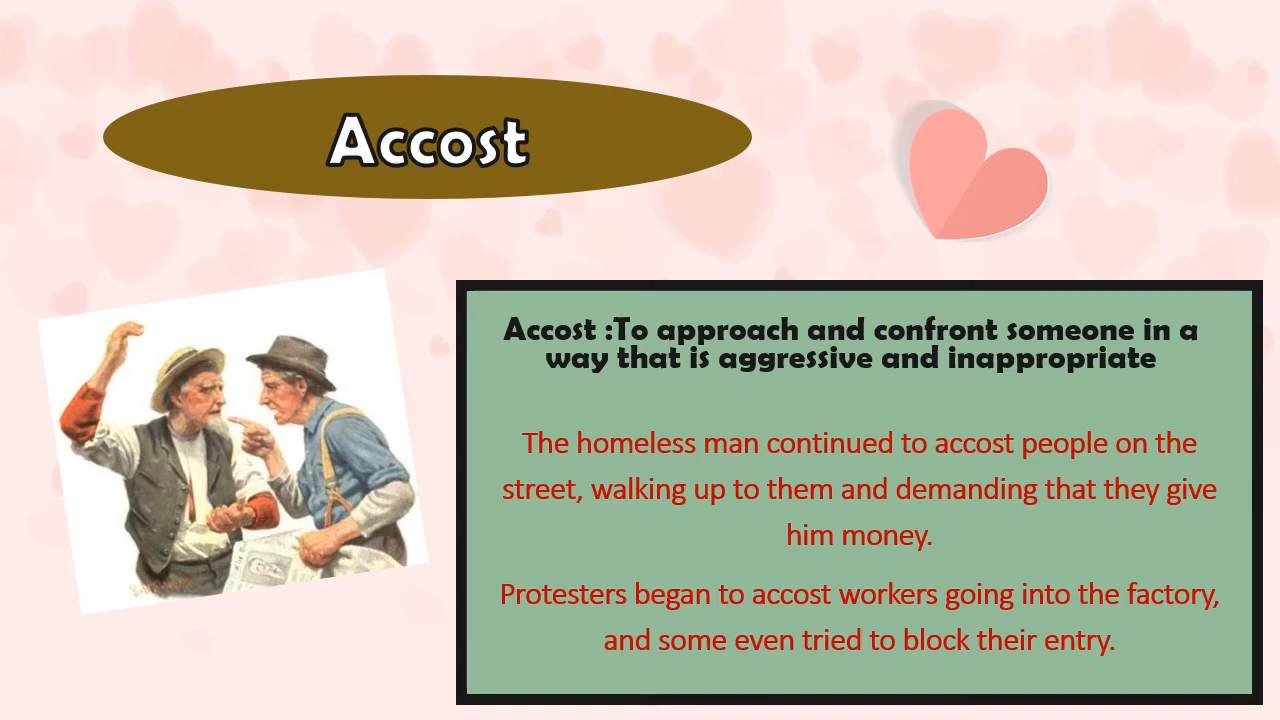 Accost
Accost :To approach and confront someone in a
way that is aggressive and inappropriate
The homeless man continued to accost people on the
street, walking up to them and demanding that they give
him money.
Protesters began to accost workers going into the factory,
and some even tried to block their entry.